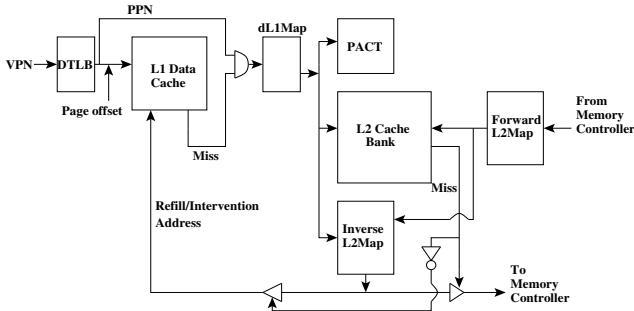 PPN
dL1Map
VPN
DTLB
L1 Data
Cache
Page offset
Miss
PACT
L2 Cache
Bank
Miss
Forward
L2Map
From
Memory
Controller
Refill/Intervention
Address
Inverse
L2Map
To
Memory
Controller